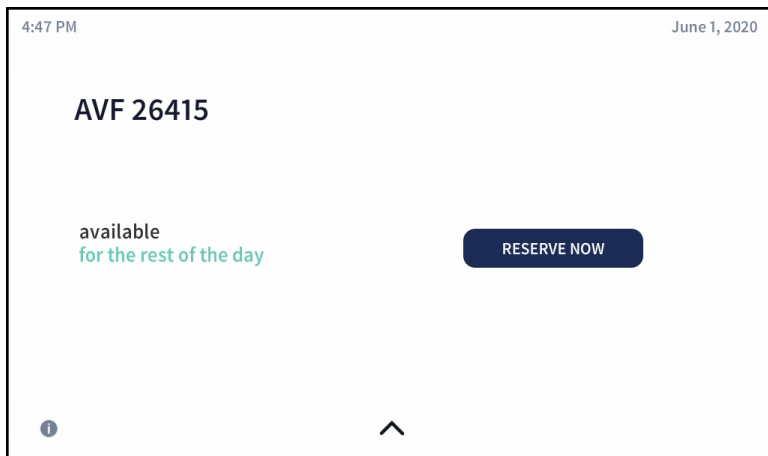 4:47 PM
June 1, 2020
AVF 26415
available
for the rest of the day
RESERVE NOW
i